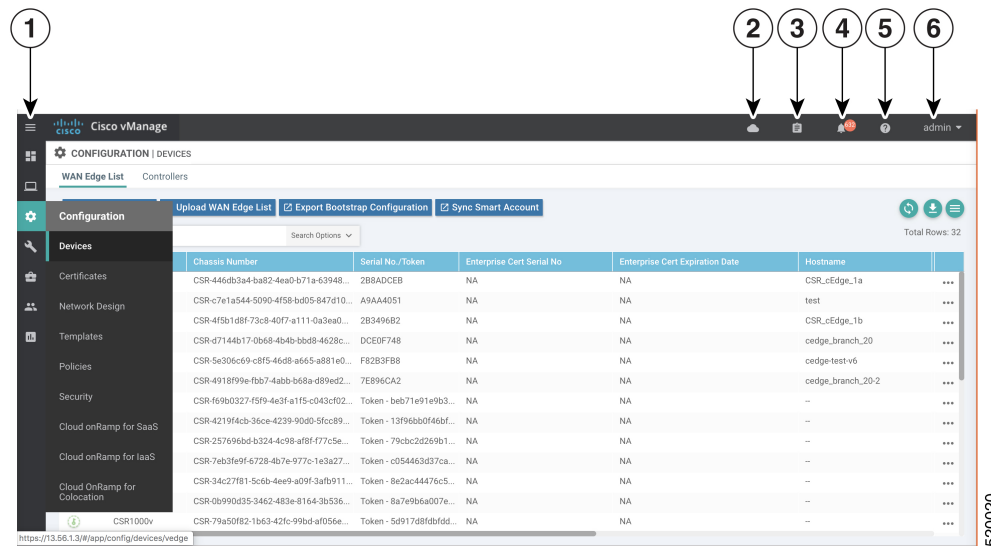 1 2 3 4 5 6
CISCO Cisco vManage 632 ? admin
CONFIGURATION | DEVICES
WAN Edge List Controllers
Upload WAN Edge List Export Bootstrap Configuration Sync Smart Account
Configuration
Search Options
Total Rows: 32
Devices
Certificates
Network Design
Templates
Policies
Security
Cloud onRamp for SaaS
Cloud onRamp for IaaS
Cloud OnRamp for
Colocation
Chassis Number Serial No./Token Enterprise Cert Serial No Enterprise Cert Expiration Date Hostname
CSR-446db3a4-ba82-4ea0-b71a-63948... 2B8ADCEB NA NA CSR_cEdge_1a ...
CSR-c7e1a544-5090-4f58-bd05-847d10... A9AA4051 NA NA test ...
CSR-4f5b1d8f-73c8-40f7-a111-0a3ea0... 2B3496B2 NA NA CSR_cEdge_1b ...
CSR-d7144b17-0b68-4b4b-bbd8-4628c... DCE0F748 NA NA cedge_branch_20 ...
CSR-5e306c69-c8f5-46d8-a665-a881e0... F82B3FB8 NA NA cedge-test-v6 ...
CSR-4918f99e-fbb7-4abb-b68a-d89ed2... 7E896CA2 NA NA cedge_branch_20-2 ...
CSR-f69b0327-f5f9-4e3f-a1f5-c043cf02... Token - beb71e91e9b3... NA NA -- ...
CSR-4219f4cb-36ce-4239-90d0-5fcc89... Token - 13f96bb0f46bf... NA NA -- ...
CSR-257696bd-b324-4c98-af8f-f77c5e... Token - 79cbc2d269b1... NA NA -- ...
CSR-7eb3fe9f-6728-4b7e-977c-1e3a27... Token - c054463d37ca... NA NA -- ...
CSR-34c27f81-5c6b-4ee9-a09f-3afb911... Token - 8e2ac44476c5... NA NA -- ...
CSR-0b990d35-3462-483e-8164-3b536... Token - 8a7e9b6a007e... NA NA -- ...
CSR1000v CSR-79a50f82-1b63-42fc-99bd-af056e... Token - 5d917d8fdbfdd... NA NA -- ...
https://13.56.1.3/#/app/config/devices/vedge